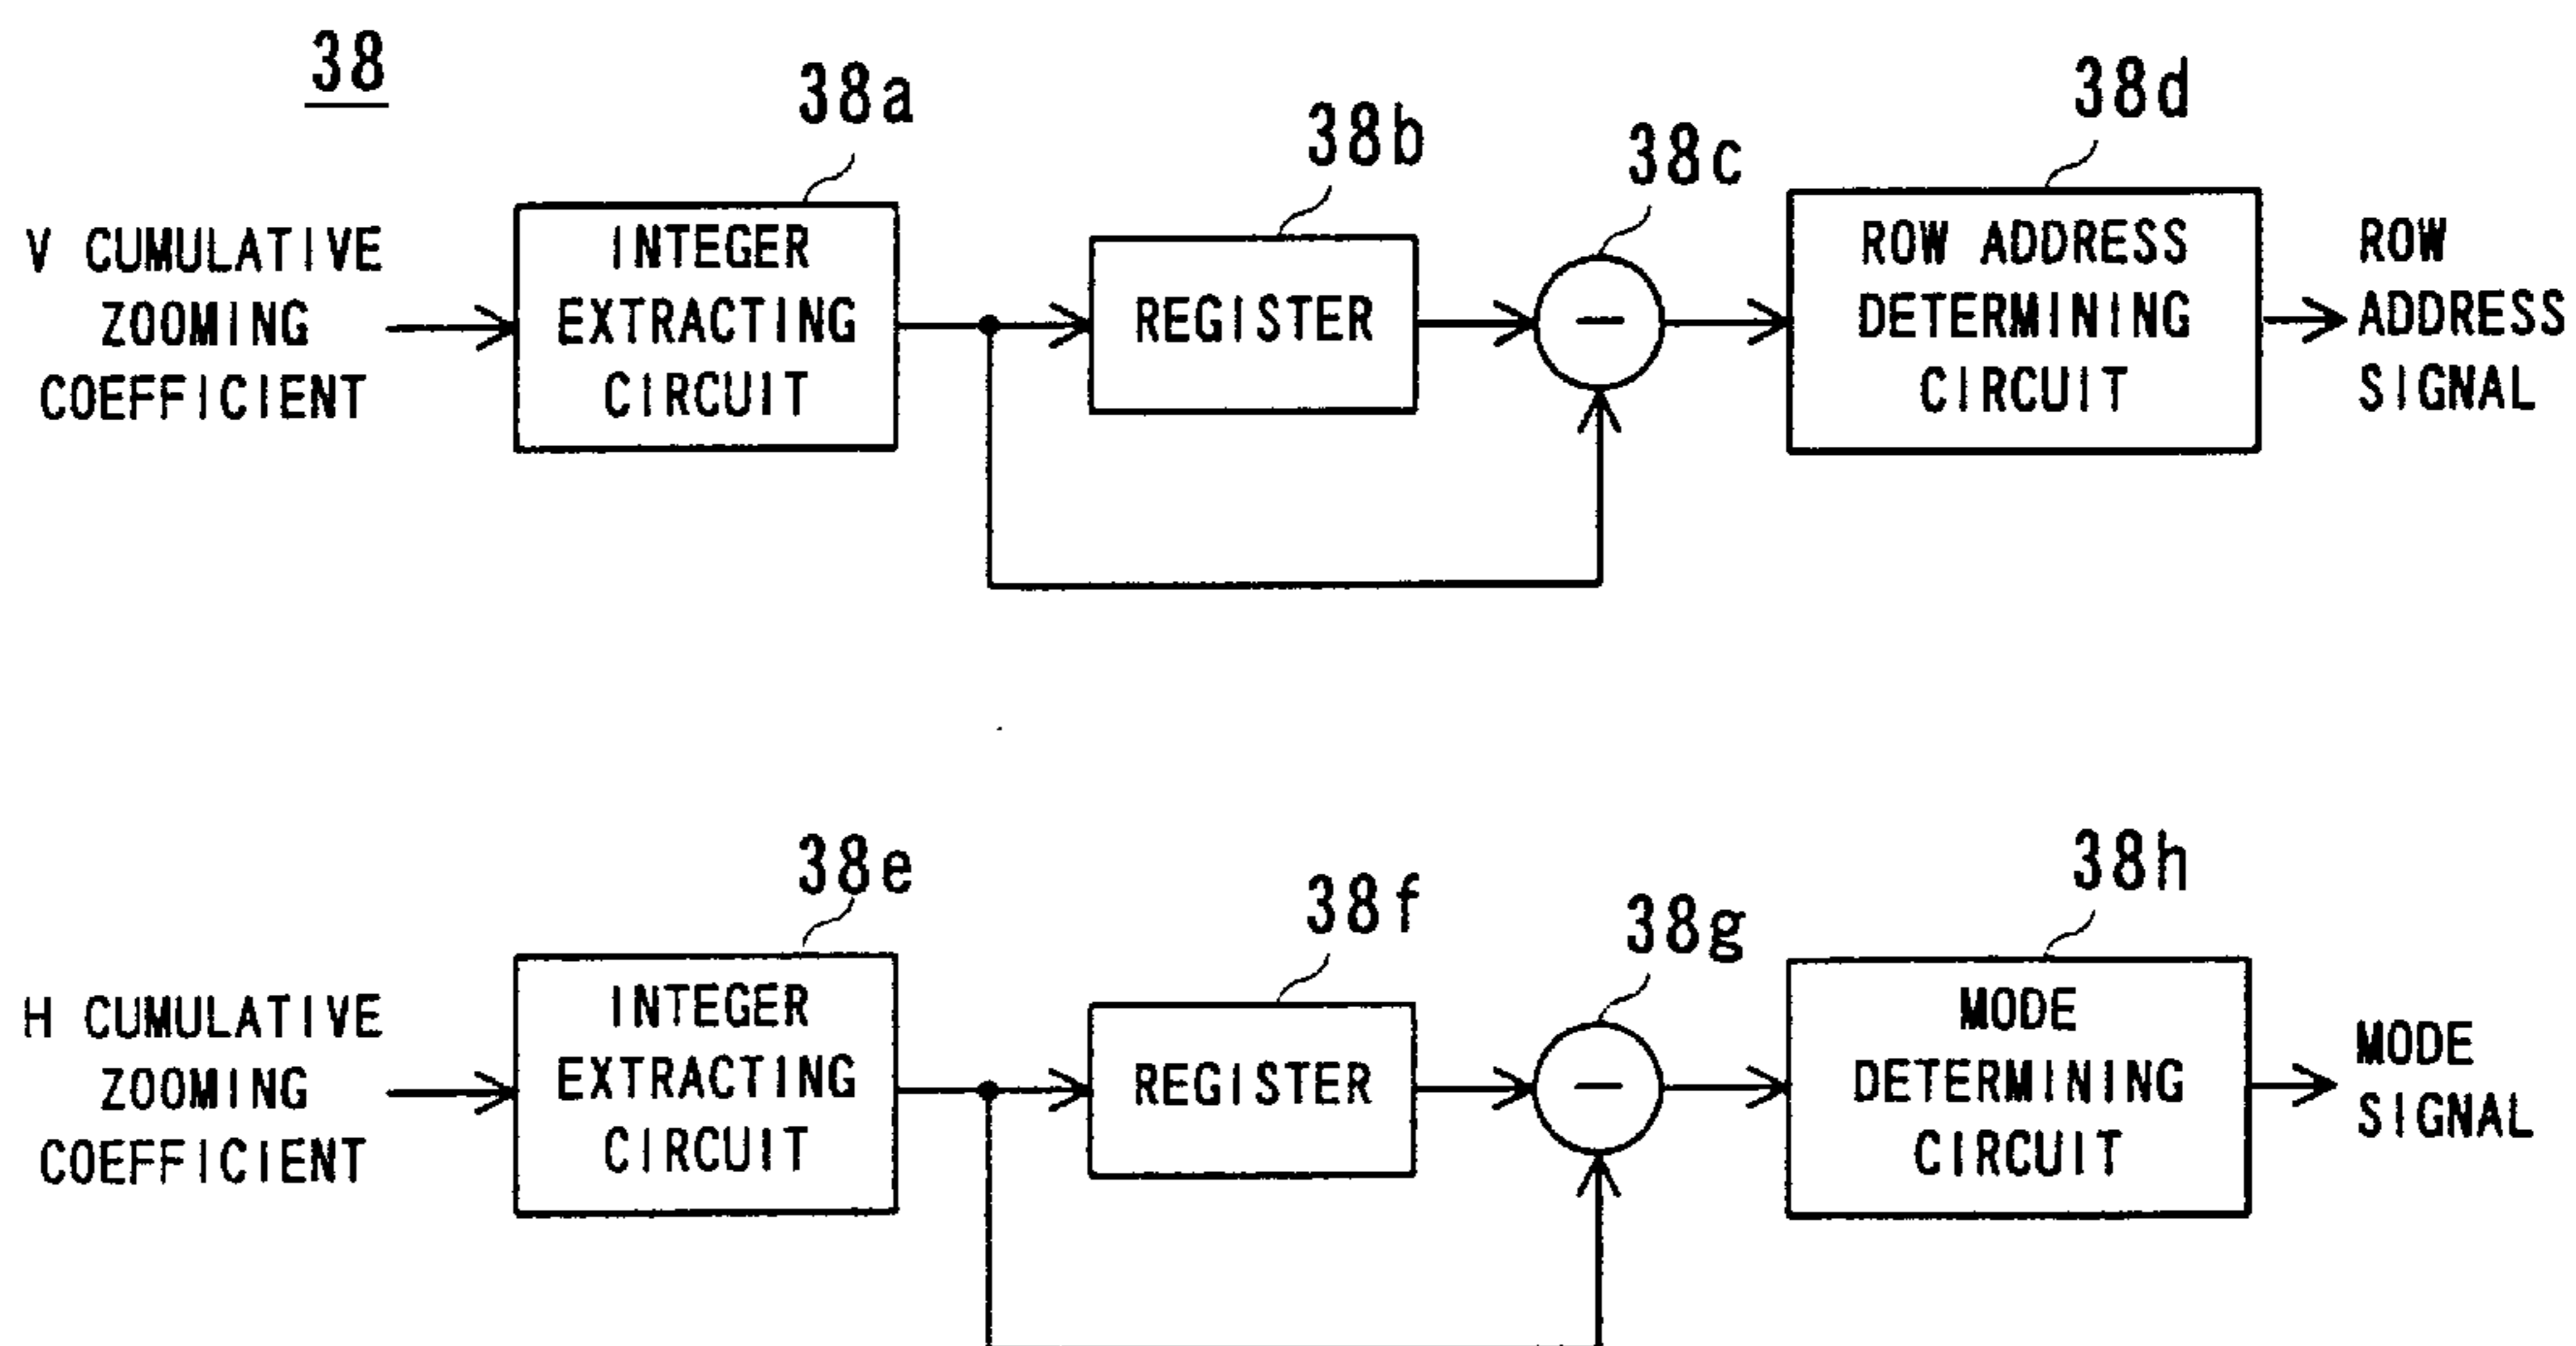 38
38a
38b
38c
38d
V CUMULATIVE
ZOOMING
COEFFICIENT
INTEGER
EXTRACTING
CIRCUIT
REGISTER
−
ROW ADDRESS
DETERMINING
CIRCUIT
ROW
ADDRESS
SIGNAL
38e
38f
38g
38h
H CUMULATIVE
ZOOMING
COEFFICIENT
INTEGER
EXTRACTING
CIRCUIT
REGISTER
−
MODE
DETERMINING
CIRCUIT
MODE
SIGNAL